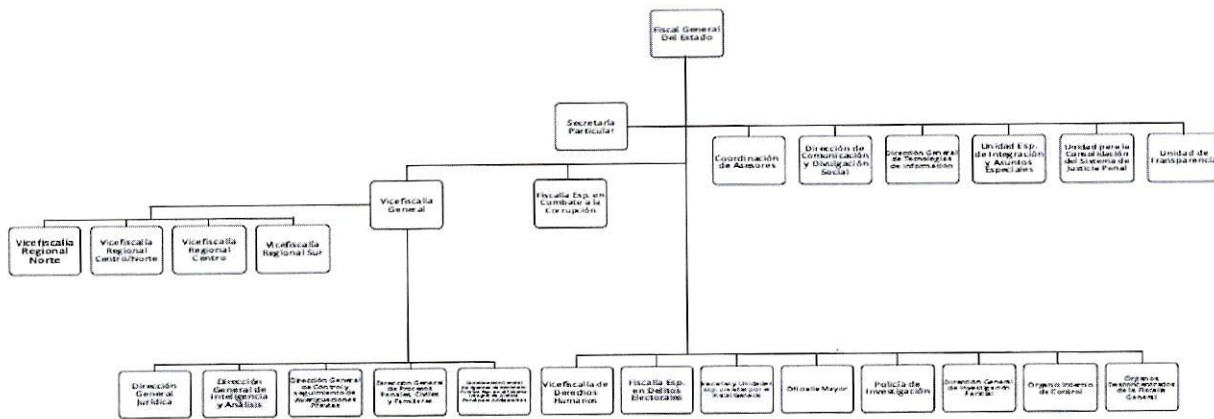 Fiscal General
Del Estado
Secretaría
Particular
Coordinación
de Asesores
Dirección de
Comunicación
y Divulgación
Social
Dirección General
de Tecnologías
de Información
Unidad Esp.
de Integración
y Asuntos
Especiales
Unidad para la
Consolidación
del Sistema de
Justicia Penal
Unidad de
Transparencia
Vicefiscalía
General
Fiscalía Esp. en
Combate a la
Corrupción
Vicefiscalía
Regional
Norte
Vicefiscalía
Regional
Centro/Norte
Vicefiscalía
Regional
Centro
Vicefiscalía
Regional Sur
Dirección
General
Jurídica
Dirección
General de
Inteligencia
y Análisis
Dirección General
de Control y
seguimiento de
Averiguaciones
Previas
Dirección General
de Procesos
Penales, Civiles
y Familiares
Vicefiscalía de
Derechos
Humanos
Fiscalía Esp.
en Delitos
Electorales
Fiscal General
Oficialía Mayor
Policía de
Investigación
Dirección General
de Investigación
Órgano Interno
de Control
Órganos
Desconcentrados
de la Fiscalía
General